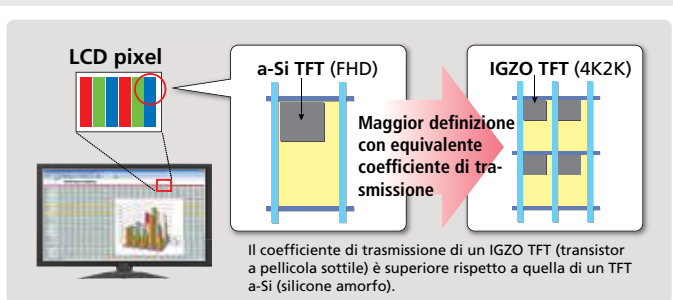 LCD pixel
a-Si TFT (FHD)
Maggior definizione
con equivalente
coefficiente di tra-
smissione
IGZO TFT (4K2K)
Il coefficiente di trasmissione di un IGZO TFT (transistor
a pellicola sottile) è superiore rispetto a quella di un TFT
a-Si (silicone amorfo).